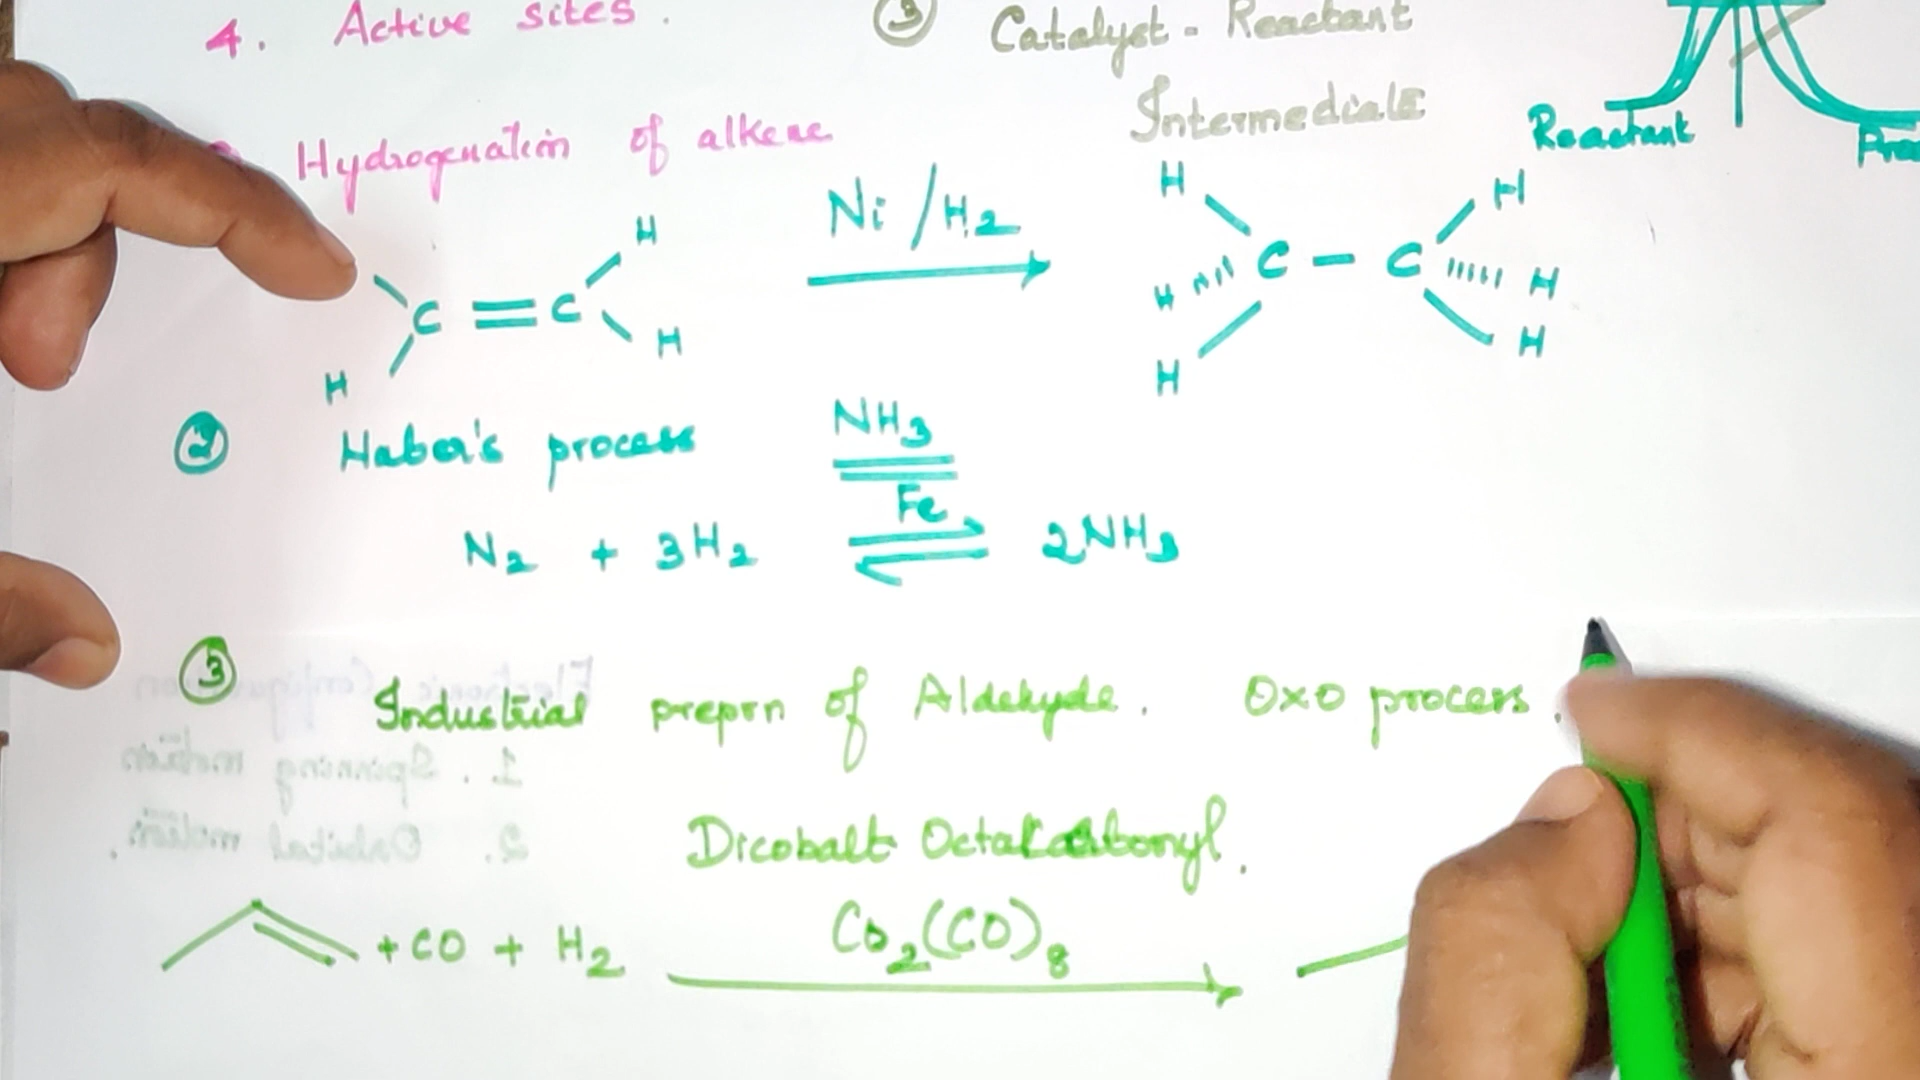 4. Active sites.
③ Catalyst - Reactant
Intermediate
Reactant
Hydrogenation of alkene
Ni / H2
H H
C = C
H H
H H
C - C
H H
H H
② Haber's process
NH3
Fe
N2 + 3H2 ⇌ 2NH3
③ Industrial preprn of Aldehyde. Oxo process.
Dicobalt Octacarbonyl.
+ CO + H2
Co2(CO)8